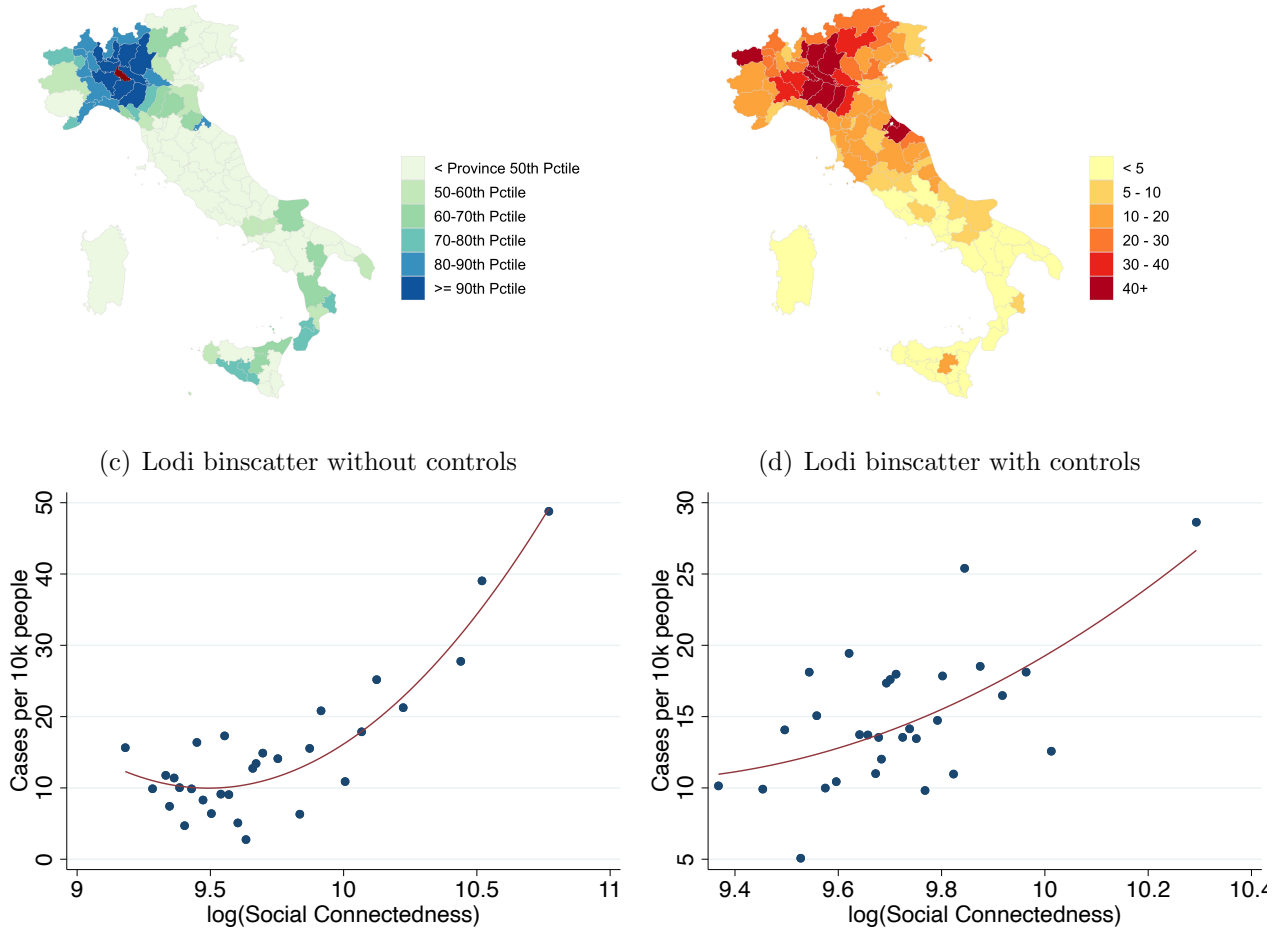 < Province 50th Pctile
50-60th Pctile
60-70th Pctile
70-80th Pctile
80-90th Pctile
>= 90th Pctile
< 5
5 - 10
10 - 20
20 - 30
30 - 40
40+
(c) Lodi binscatter without controls
(d) Lodi binscatter with controls
Cases per 10k people
50
40
30
20
10
0
9
9.5
10
10.5
11
log(Social Connectedness)
Cases per 10k people
30
25
20
15
10
5
9.4
9.6
9.8
10
10.2
10.4
log(Social Connectedness)